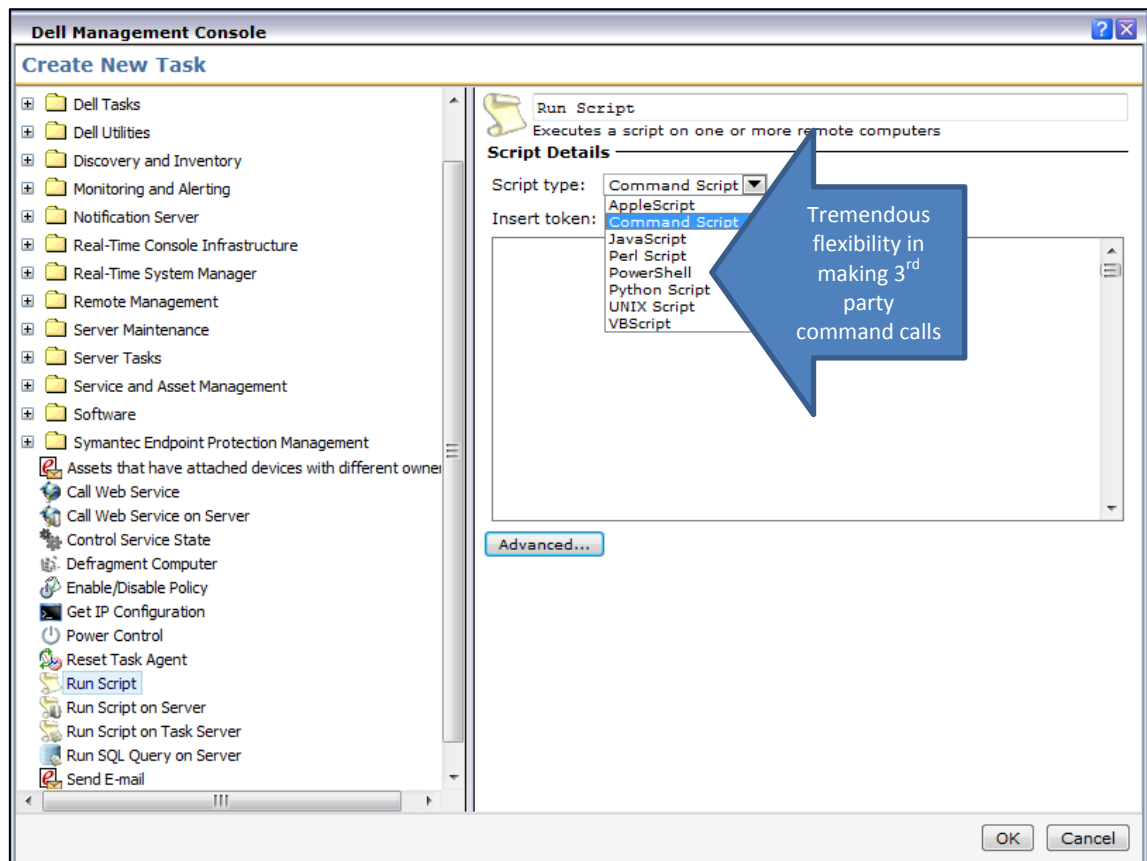 Dell Management Console
Create New Task
Dell Tasks
Dell Utilities
Discovery and Inventory
Monitoring and Alerting
Notification Server
Real-Time Console Infrastructure
Real-Time System Manager
Remote Management
Server Maintenance
Server Tasks
Service and Asset Management
Software
Symantec Endpoint Protection Management
Assets that have attached devices with different owner
Call Web Service
Call Web Service on Server
Control Service State
Defragment Computer
Enable/Disable Policy
Get IP Configuration
Power Control
Reset Task Agent
Run Script
Run Script on Server
Run Script on Task Server
Run SQL Query on Server
Send E-mail
Run Script
Executes a script on one or more remote computers
Script Details
Script type: Command Script
Insert token:
AppleScript
Command Script
JavaScript
Perl Script
PowerShell
Python Script
UNIX Script
VBScript
Tremendous
flexibility in
making 3rd
party
command calls
Advanced...
OK Cancel